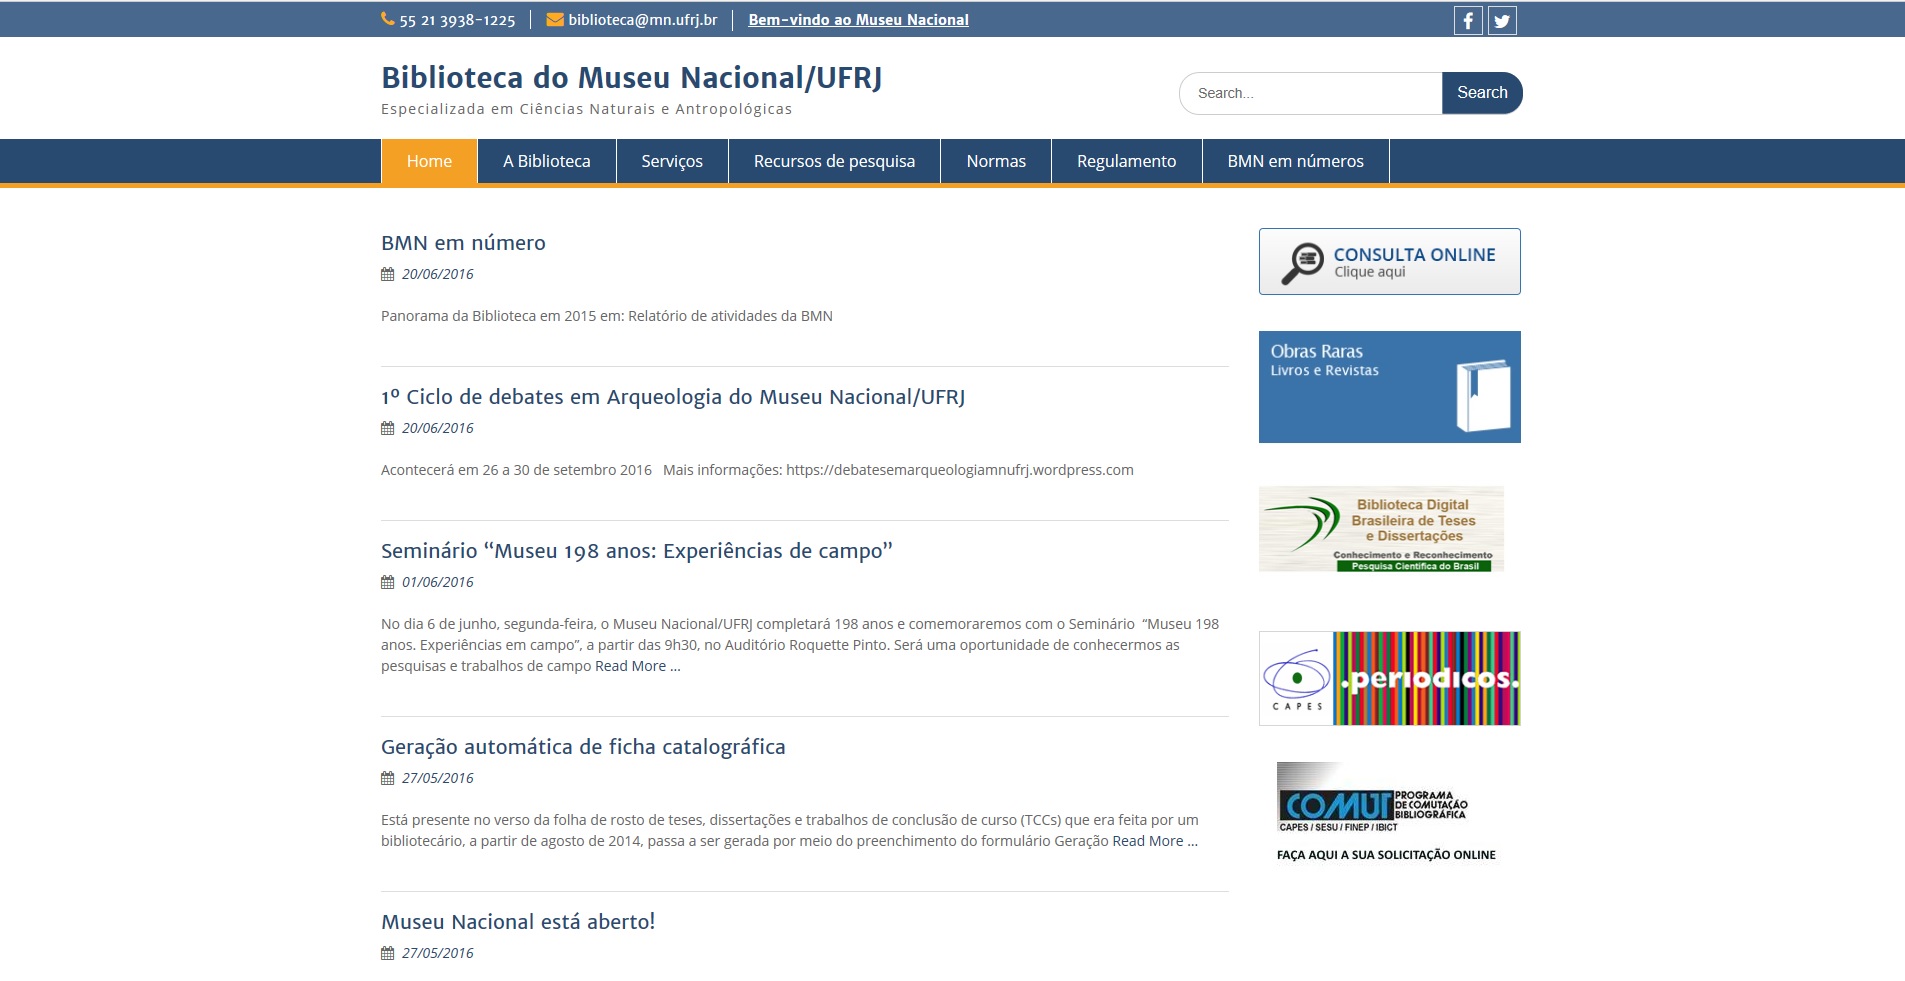 55 21 3938-1225
biblioteca@mn.ufrj.br
Bem-vindo ao Museu Nacional
Biblioteca do Museu Nacional/UFRJ
Especializada em Ciências Naturais e Antropológicas
Search...
Search
Home
A Biblioteca
Serviços
Recursos de pesquisa
Normas
Regulamento
BMN em números
BMN em número
20/06/2016
Panorama da Biblioteca em 2015 em: Relatório de atividades da BMN
1º Ciclo de debates em Arqueologia do Museu Nacional/UFRJ
20/06/2016
Acontecerá em 26 a 30 de setembro 2016   Mais informações: https://debatesemarqueologiamnufrj.wordpress.com
Seminário “Museu 198 anos: Experiências de campo”
01/06/2016
No dia 6 de junho, segunda-feira, o Museu Nacional/UFRJ completará 198 anos e comemoraremos com o Seminário  “Museu 198
anos. Experiências em campo”, a partir das 9h30, no Auditório Roquette Pinto. Será uma oportunidade de conhecermos as
pesquisas e trabalhos de campo Read More ...
Geração automática de ficha catalográfica
27/05/2016
Está presente no verso da folha de rosto de teses, dissertações e trabalhos de conclusão de curso (TCCs) que era feita por um
bibliotecário, a partir de agosto de 2014, passa a ser gerada por meio do preenchimento do formulário Geração Read More ...
Museu Nacional está aberto!
27/05/2016
CONSULTA ONLINE
Clique aqui
Obras Raras
Livros e Revistas
Biblioteca Digital
Brasileira de Teses
e Dissertações
Conhecimento e Reconhecimento
Pesquisa Científica do Brasil
CAPES
.periodicos.
COMUT
PROGRAMA
DE COMUTAÇÃO
BIBLIOGRÁFICA
CAPES / SESU / FINEP / IBICT
FAÇA AQUI A SUA SOLICITAÇÃO ONLINE